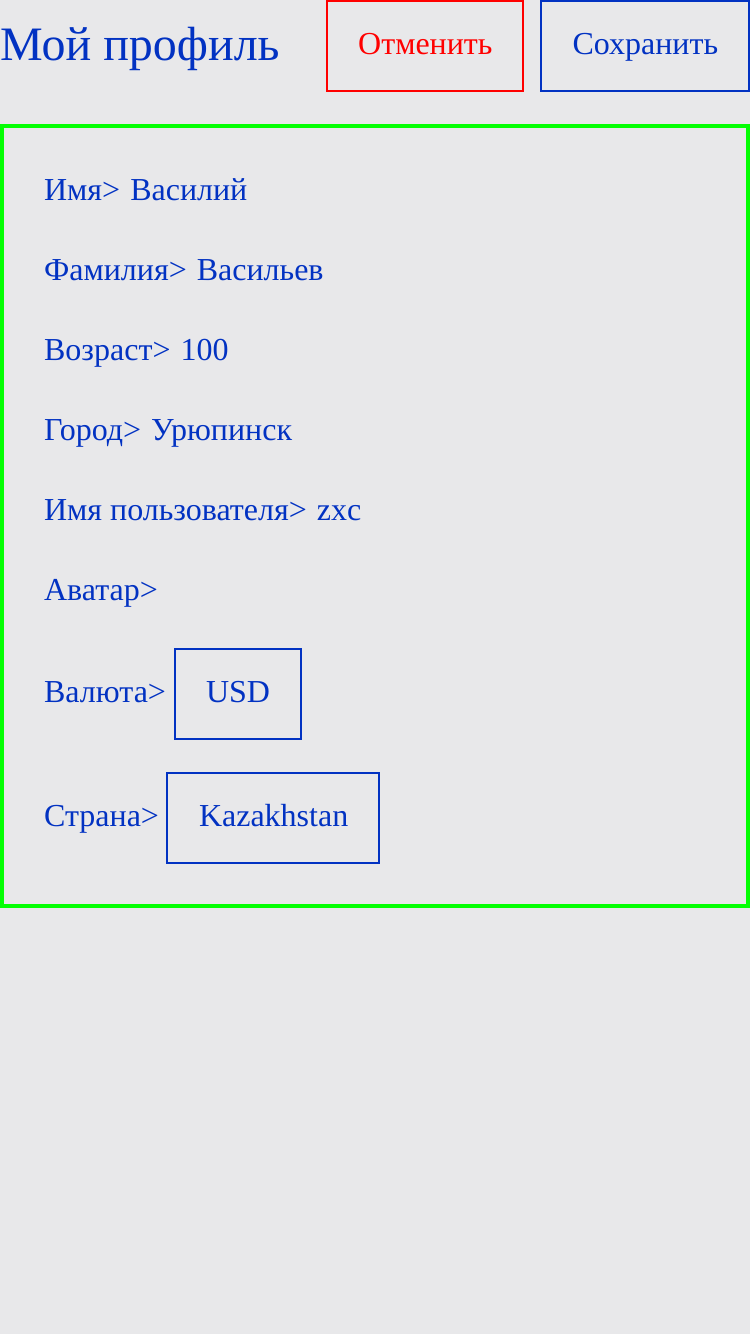 Мой профиль Отменить Сохранить
Имя> Василий
Фамилия> Васильев
Возраст> 100
Город> Урюпинск
Имя пользователя> zxc
Аватар>
Валюта> USD
Страна> Kazakhstan